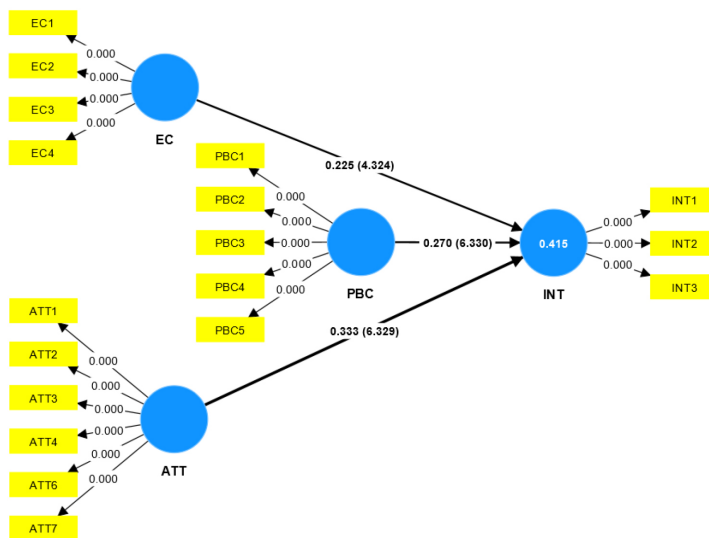 EC1
EC2
EC3
EC4
0.000
0.000
0.000
0.000
EC
0.225 (4.324)
PBC1
PBC2
PBC3
PBC4
PBC5
0.000
0.000
0.000
0.000
0.000
PBC
0.270 (6.330)
ATT1
ATT2
ATT3
ATT4
ATT6
ATT7
0.000
0.000
0.000
0.000
0.000
0.000
ATT
0.333 (6.329)
0.415
INT
0.000
0.000
0.000
INT1
INT2
INT3